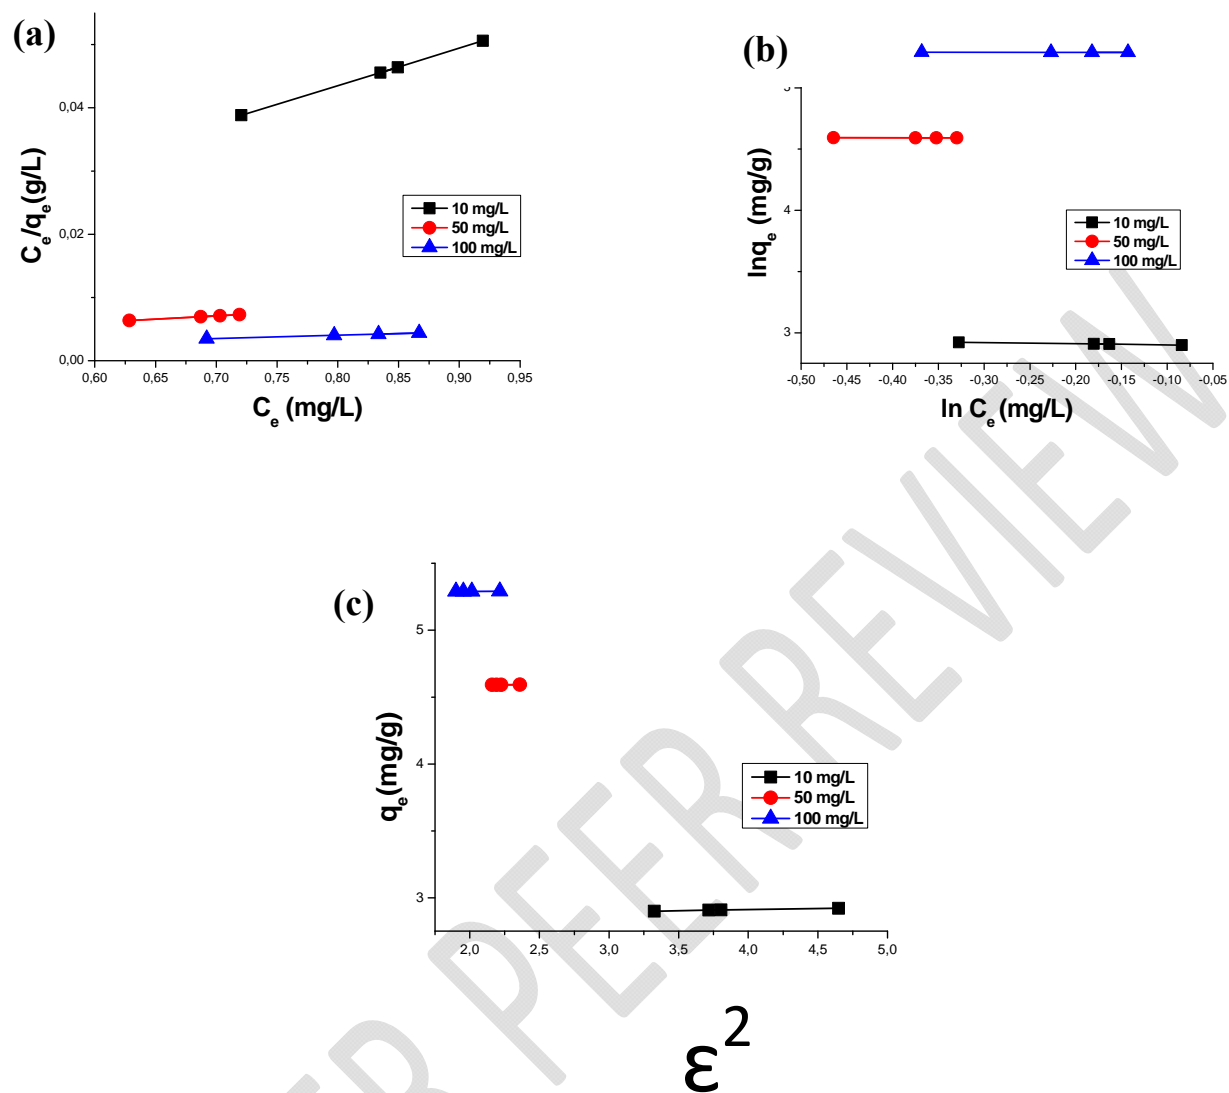 (a)
0,04
0,02
0,00
0,60 0,65 0,70 0,75 0,80 0,85 0,90 0,95
Ce/qe(g/L)
Ce (mg/L)
10 mg/L
50 mg/L
100 mg/L
(b)
5
4
3
-0,50 -0,45 -0,35 -0,30 -0,20 -0,15 -0,10 -0,05
lnqe (mg/g)
ln Ce (mg/L)
10 mg/L
50 mg/L
100 mg/L
(c)
5
4
3
2,0 2,5 3,0 3,5 4,0 4,5 5,0
qe(mg/g)
10 mg/L
50 mg/L
100 mg/L
ε2
ER PEER REVIEW